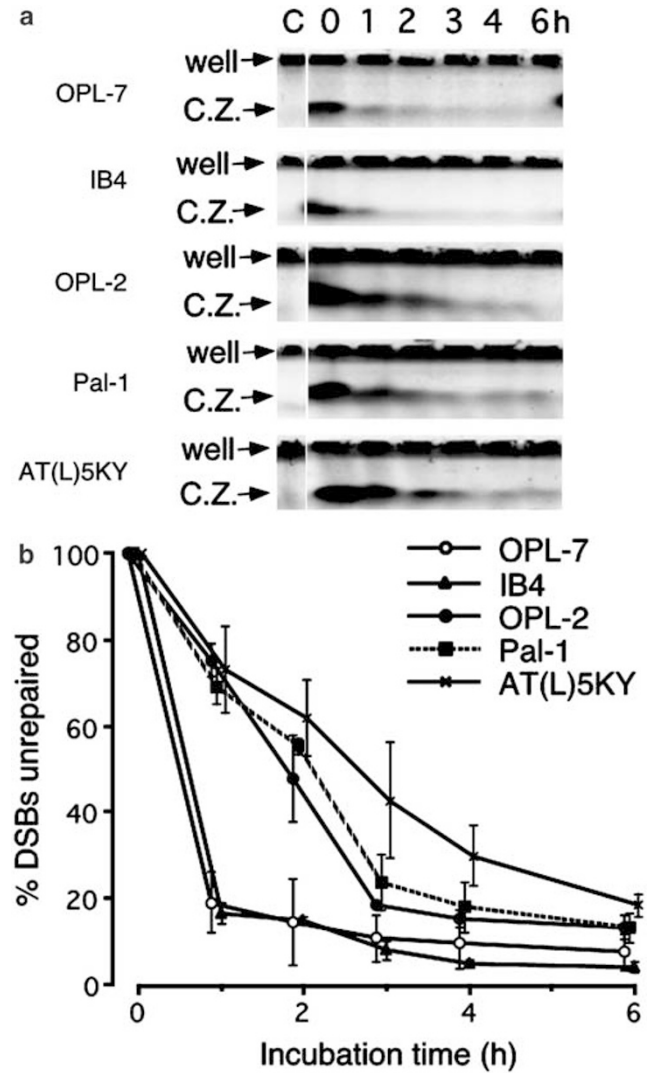 a
C 0 1 2 3 4 6h
OPL-7
well
C.Z.
IB4
well
C.Z.
OPL-2
well
C.Z.
Pal-1
well
C.Z.
AT(L)5KY
well
C.Z.
b
100
80
60
40
20
0
% DSBs unrepaired
OPL-7
IB4
OPL-2
Pal-1
AT(L)5KY
0 2 4 6
Incubation time (h)